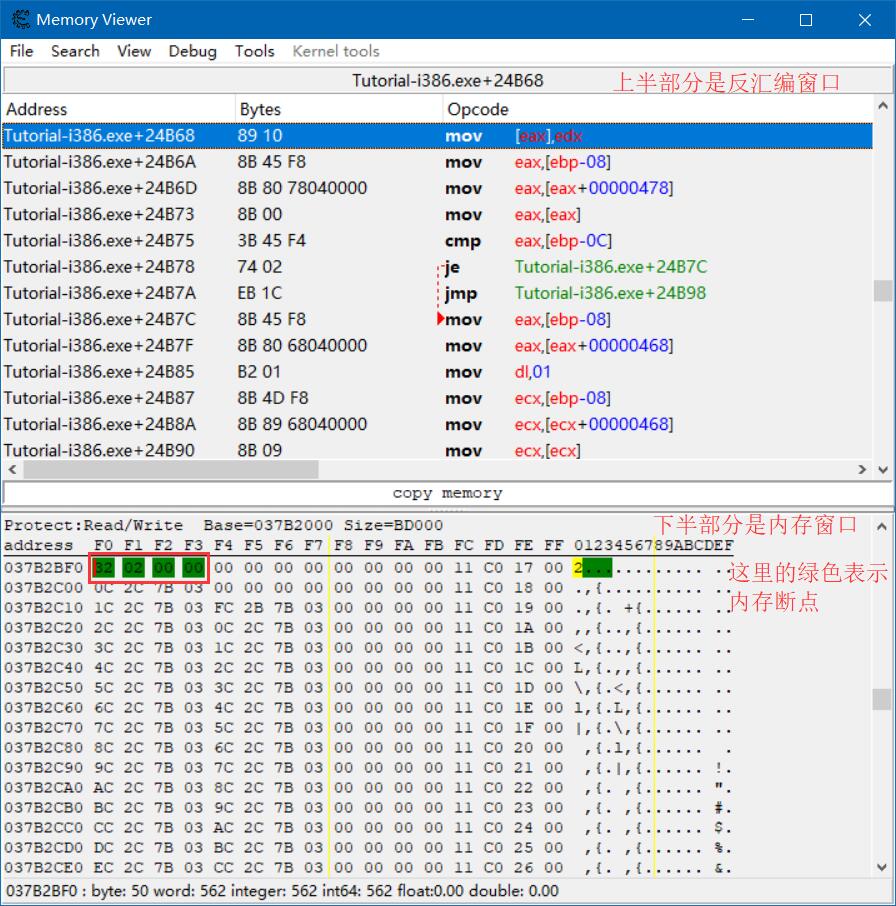 Memory Viewer
File Search View Debug Tools Kernel tools
Tutorial-i386.exe+24B68 上半部分是反汇编窗口
Address Bytes Opcode
Tutorial-i386.exe+24B68 89 10 mov [eax],edx
Tutorial-i386.exe+24B6A 8B 45 F8 mov eax,[ebp-08]
Tutorial-i386.exe+24B6D 8B 80 78040000 mov eax,[eax+00000478]
Tutorial-i386.exe+24B73 8B 00 mov eax,[eax]
Tutorial-i386.exe+24B75 3B 45 F4 cmp eax,[ebp-0C]
Tutorial-i386.exe+24B78 74 02 je Tutorial-i386.exe+24B7C
Tutorial-i386.exe+24B7A EB 1C jmp Tutorial-i386.exe+24B98
Tutorial-i386.exe+24B7C 8B 45 F8 mov eax,[ebp-08]
Tutorial-i386.exe+24B7F 8B 80 68040000 mov eax,[eax+00000468]
Tutorial-i386.exe+24B85 B2 01 mov dl,01
Tutorial-i386.exe+24B87 8B 4D F8 mov ecx,[ebp-08]
Tutorial-i386.exe+24B8A 8B 89 68040000 mov ecx,[ecx+00000468]
Tutorial-i386.exe+24B90 8B 09 mov ecx,[ecx]
copy memory
Protect:Read/Write Base=037B2000 Size=BD000 下半部分是内存窗口
address F0 F1 F2 F3 F4 F5 F6 F7 F8 F9 FA FB FC FD FE FF 0123456789ABCDEF
037B2BF0 32 02 00 00 00 00 00 00 00 00 00 00 11 C0 17 00 2........... ..
这里的绿色表示
内存断点
037B2C00 0C 2C 7B 03 00 00 00 00 00 00 00 00 11 C0 18 00 .,{.......... ..
037B2C10 1C 2C 7B 03 FC 2B 7B 03 00 00 00 00 11 C0 19 00 .,{. +{...... ..
037B2C20 2C 2C 7B 03 0C 2C 7B 03 00 00 00 00 11 C0 1A 00 ,,{..,{...... ..
037B2C30 3C 2C 7B 03 1C 2C 7B 03 00 00 00 00 11 C0 1B 00 <,{..,{...... ..
037B2C40 4C 2C 7B 03 2C 2C 7B 03 00 00 00 00 11 C0 1C 00 L,{.,,{...... ..
037B2C50 5C 2C 7B 03 3C 2C 7B 03 00 00 00 00 11 C0 1D 00 \,{.<,{...... ..
037B2C60 6C 2C 7B 03 4C 2C 7B 03 00 00 00 00 11 C0 1E 00 l,{.L,{...... ..
037B2C70 7C 2C 7B 03 5C 2C 7B 03 00 00 00 00 11 C0 1F 00 |,{.\,{...... ..
037B2C80 8C 2C 7B 03 6C 2C 7B 03 00 00 00 00 11 C0 20 00 ,{.l,{...... .
037B2C90 9C 2C 7B 03 7C 2C 7B 03 00 00 00 00 11 C0 21 00 ,{.|,{...... !.
037B2CA0 AC 2C 7B 03 8C 2C 7B 03 00 00 00 00 11 C0 22 00 ,{. ,{...... ".
037B2CB0 BC 2C 7B 03 9C 2C 7B 03 00 00 00 00 11 C0 23 00 ,{. ,{...... #.
037B2CC0 CC 2C 7B 03 AC 2C 7B 03 00 00 00 00 11 C0 24 00 ,{. ,{...... $.
037B2CD0 DC 2C 7B 03 BC 2C 7B 03 00 00 00 00 11 C0 25 00 ,{. ,{...... %.
037B2CE0 EC 2C 7B 03 CC 2C 7B 03 00 00 00 00 11 C0 26 00 ,{. ,{...... &.
037B2BF0 : byte: 50 word: 562 integer: 562 int64: 562 float:0.00 double: 0.00